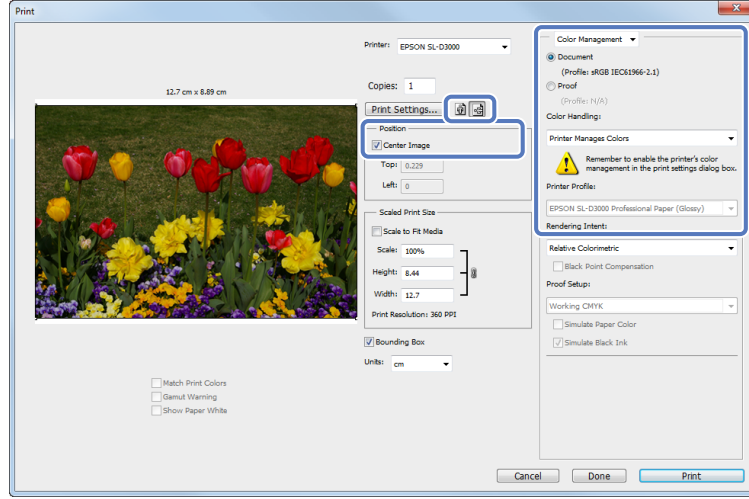 Print
Printer: EPSON SL-D3000
12.7 cm x 8.89 cm
Copies: 1
Print Settings...
Position
Center Image
Top: 0.229
Left: 0
Scaled Print Size
Scale to Fit Media
Scale: 100%
Height: 8.44
Width: 12.7
Print Resolution: 360 PPI
Bounding Box
Units: cm
Match Print Colors
Gamut Warning
Show Paper White
Color Management
Document
(Profile: sRGB IEC61966-2.1)
Proof
(Profile: N/A)
Color Handling:
Printer Manages Colors
Remember to enable the printer's color
management in the print settings dialog box.
Printer Profile:
EPSON SL-D3000 Professional Paper (Glossy)
Rendering Intent:
Relative Colorimetric
Black Point Compensation
Proof Setup:
Working CMYK
Simulate Paper Color
Simulate Black Ink
Cancel
Done
Print